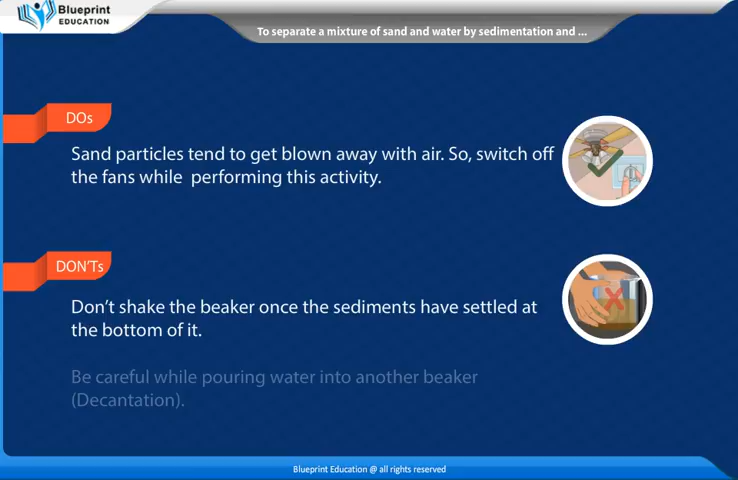 Blueprint
EDUCATION
To separate a mixture of sand and water by sedimentation and ...
DOs
Sand particles tend to get blown away with air. So, switch off
the fans while performing this activity.
DON'Ts
Don't shake the beaker once the sediments have settled at
the bottom of it.
Be careful while pouring water into another beaker
(Decantation).
Blueprint Education @ all rights reserved